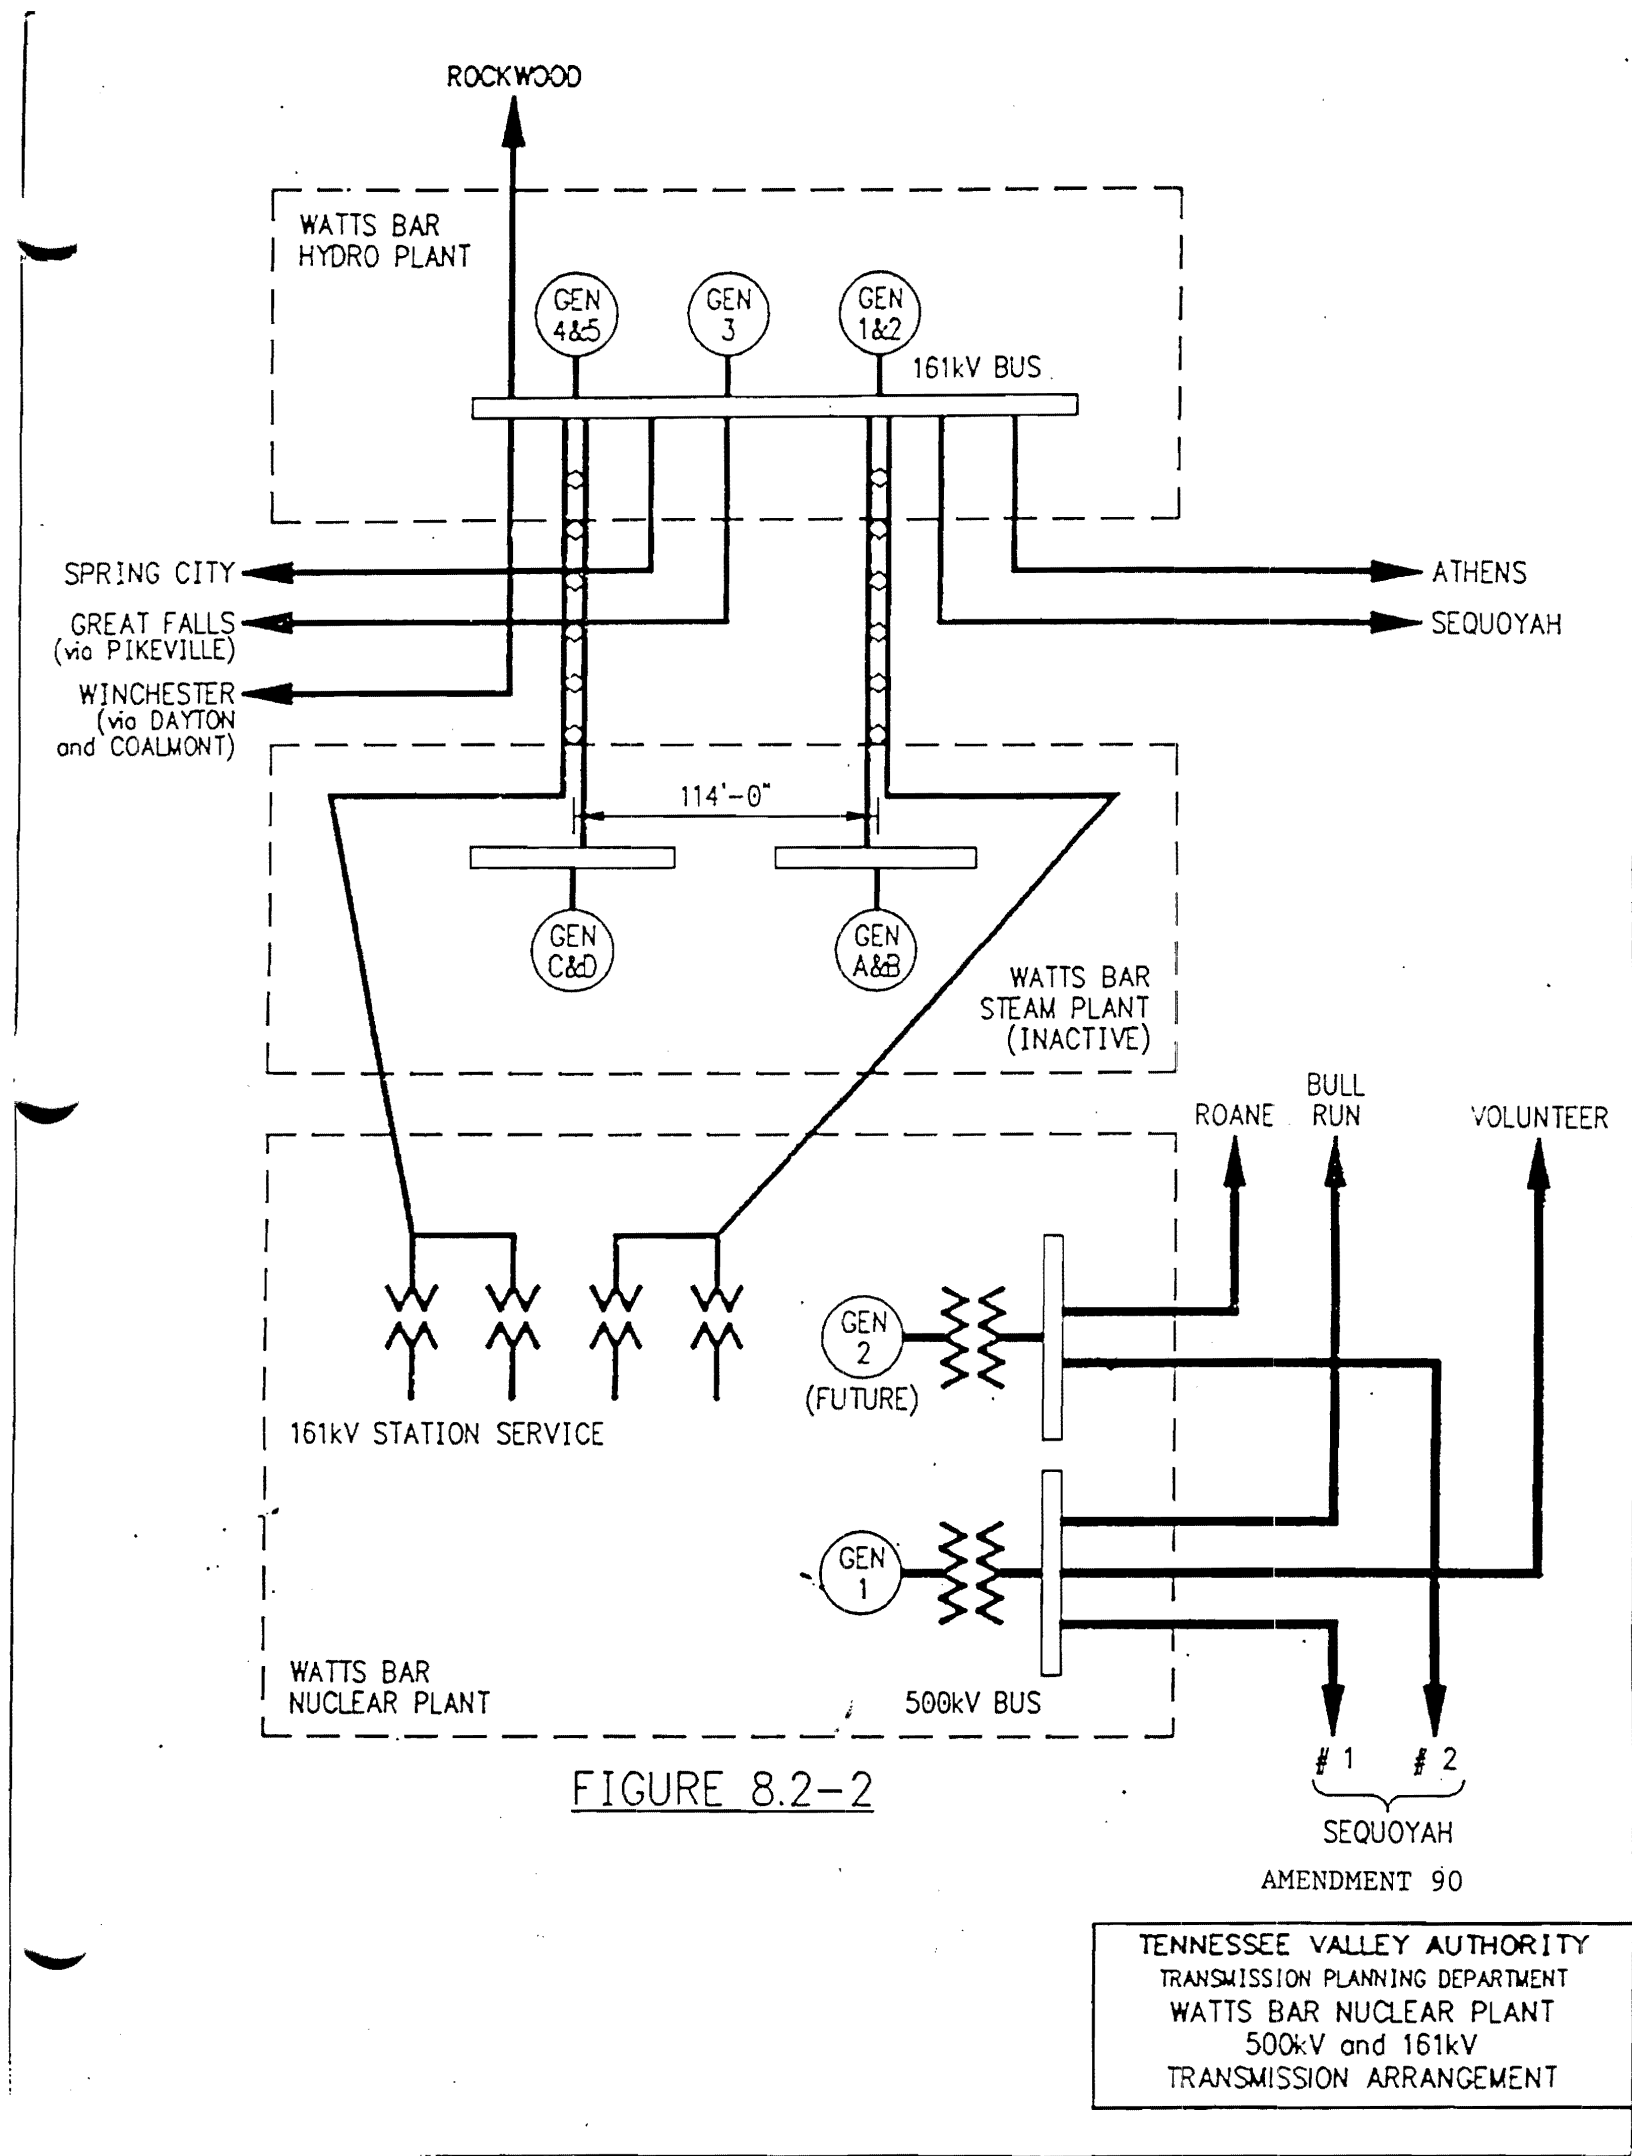 ROCKWOOD
WATTS BAR
HYDRO PLANT
GEN
4&5
GEN
3
GEN
1&2
161kV BUS
SPRING CITY
GREAT FALLS
(via PIKEVILLE)
WINCHESTER
(via DAYTON
and COALMONT)
ATHENS
SEQUOYAH
114'-0"
GEN
C&D
GEN
A&B
WATTS BAR
STEAM PLANT
(INACTIVE)
ROANE
BULL
RUN
VOLUNTEER
GEN
2
(FUTURE)
161kV STATION SERVICE
GEN
1
WATTS BAR
NUCLEAR PLANT
500kV BUS
# 1
# 2
SEQUOYAH
FIGURE 8.2-2
AMENDMENT 90
TENNESSEE VALLEY AUTHORITY
TRANSMISSION PLANNING DEPARTMENT
WATTS BAR NUCLEAR PLANT
500kV and 161kV
TRANSMISSION ARRANGEMENT